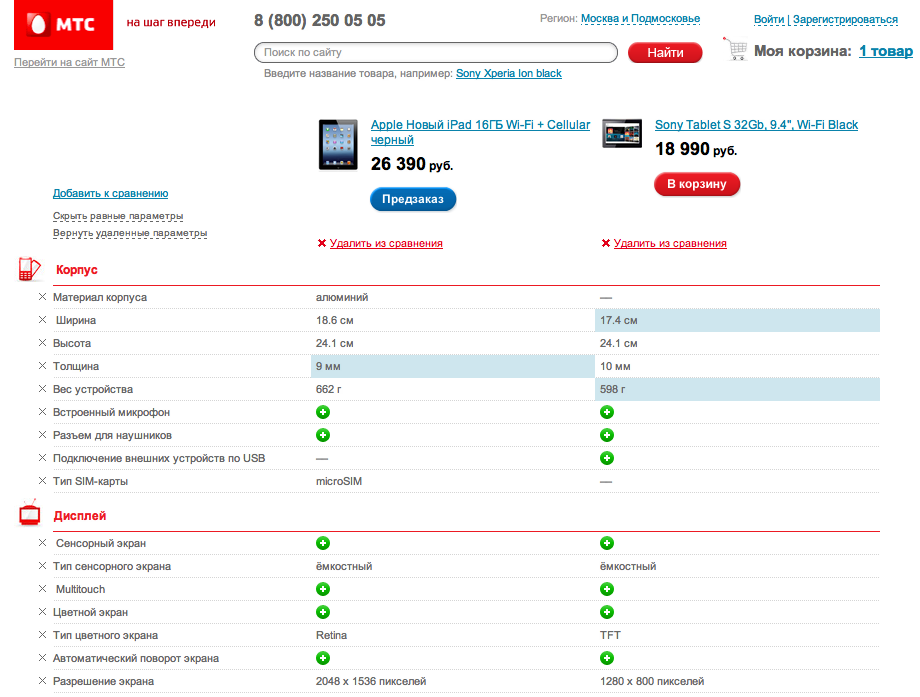 МТС
на шаг впереди
8 (800) 250 05 05
Регион: Москва и Подмосковье
Войти | Зарегистрироваться
Перейти на сайт МТС
Поиск по сайту
Найти
Моя корзина: 1 товар
Введите название товара, например: Sony Xperia Ion black
Apple Новый iPad 16ГБ Wi-Fi + Cellular
черный
26 390 руб.
Предзаказ
Sony Tablet S 32Gb, 9.4", Wi-Fi Black
18 990 руб.
В корзину
Добавить к сравнению
Скрыть равные параметры
Вернуть удаленные параметры
Удалить из сравнения Удалить из сравнения
Корпус
Материал корпуса алюминий —
Ширина 18.6 см 17.4 см
Высота 24.1 см 24.1 см
Толщина 9 мм 10 мм
Вес устройства 662 г 598 г
Встроенный микрофон
Разъем для наушников
Подключение внешних устройств по USB —
Тип SIM-карты microSIM —
Дисплей
Сенсорный экран
Тип сенсорного экрана ёмкостный ёмкостный
Multitouch
Цветной экран
Тип цветного экрана Retina TFT
Автоматический поворот экрана
Разрешение экрана 2048 x 1536 пикселей 1280 x 800 пикселей